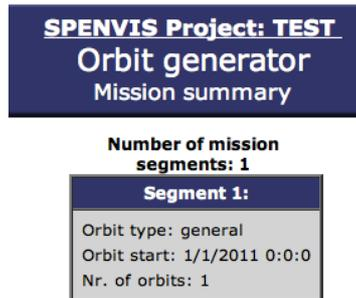 SPENVIS Project: TEST
Orbit generator
Mission summary
Number of mission
segments: 1
Segment 1:
Orbit type: general
Orbit start: 1/1/2011 0:0:0
Nr. of orbits: 1